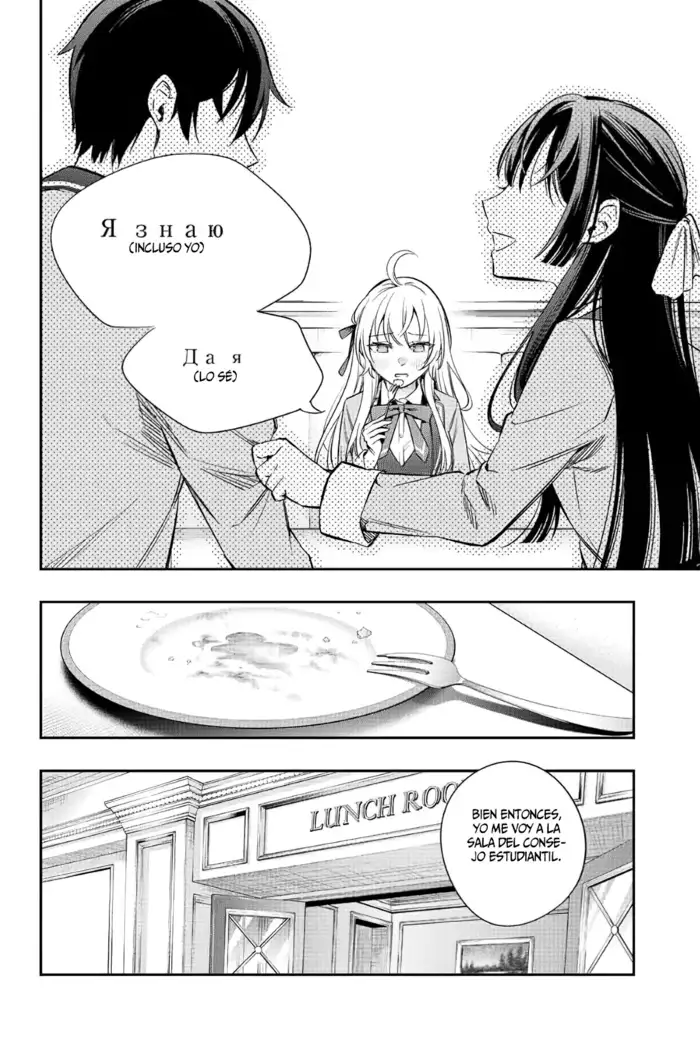 Я знаю
(INCLUSO YO)
Да я
(LO SÉ)
LUNCH ROO
BIEN ENTONCES,
YO ME VOY A LA
SALA DEL CONSE-
JO ESTUDIANTIL.